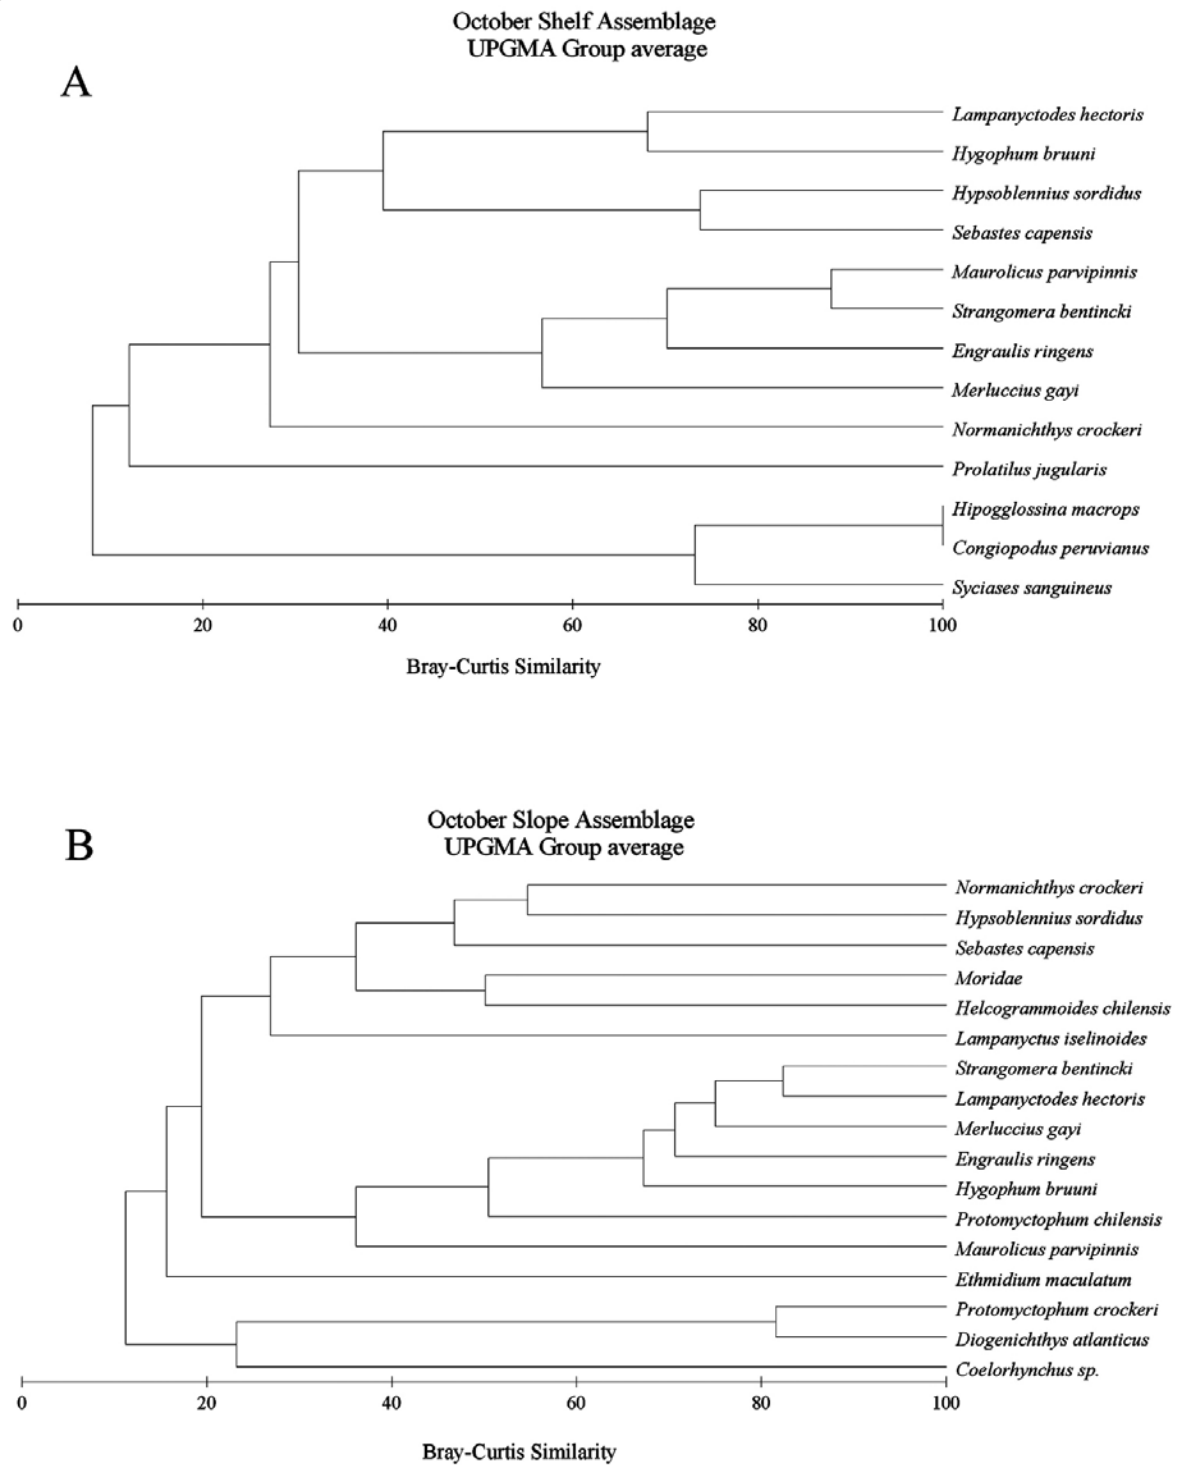 October Shelf Assemblage
UPGMA Group average
A
Lampanyctodes hectoris
Hygophum bruuni
Hypsoblennius sordidus
Sebastes capensis
Maurolicus parvipinnis
Strangomera bentincki
Engraulis ringens
Merluccius gayi
Normanichthys crockeri
Prolatilus jugularis
Hipogglossina macrops
Congiopodus peruvianus
Syciases sanguineus
0 20 40 60 80 100
Bray-Curtis Similarity
October Slope Assemblage
UPGMA Group average
B
Normanichthys crockeri
Hypsoblennius sordidus
Sebastes capensis
Moridae
Helcogrammoides chilensis
Lampanyctus iselinoides
Strangomera bentincki
Lampanyctodes hectoris
Merluccius gayi
Engraulis ringens
Hygophum bruuni
Protomyctophum chilensis
Maurolicus parvipinnis
Ethmidium maculatum
Protomyctophum crockeri
Diogenichthys atlanticus
Coelorhynchus sp.
0 20 40 60 80 100
Bray-Curtis Similarity